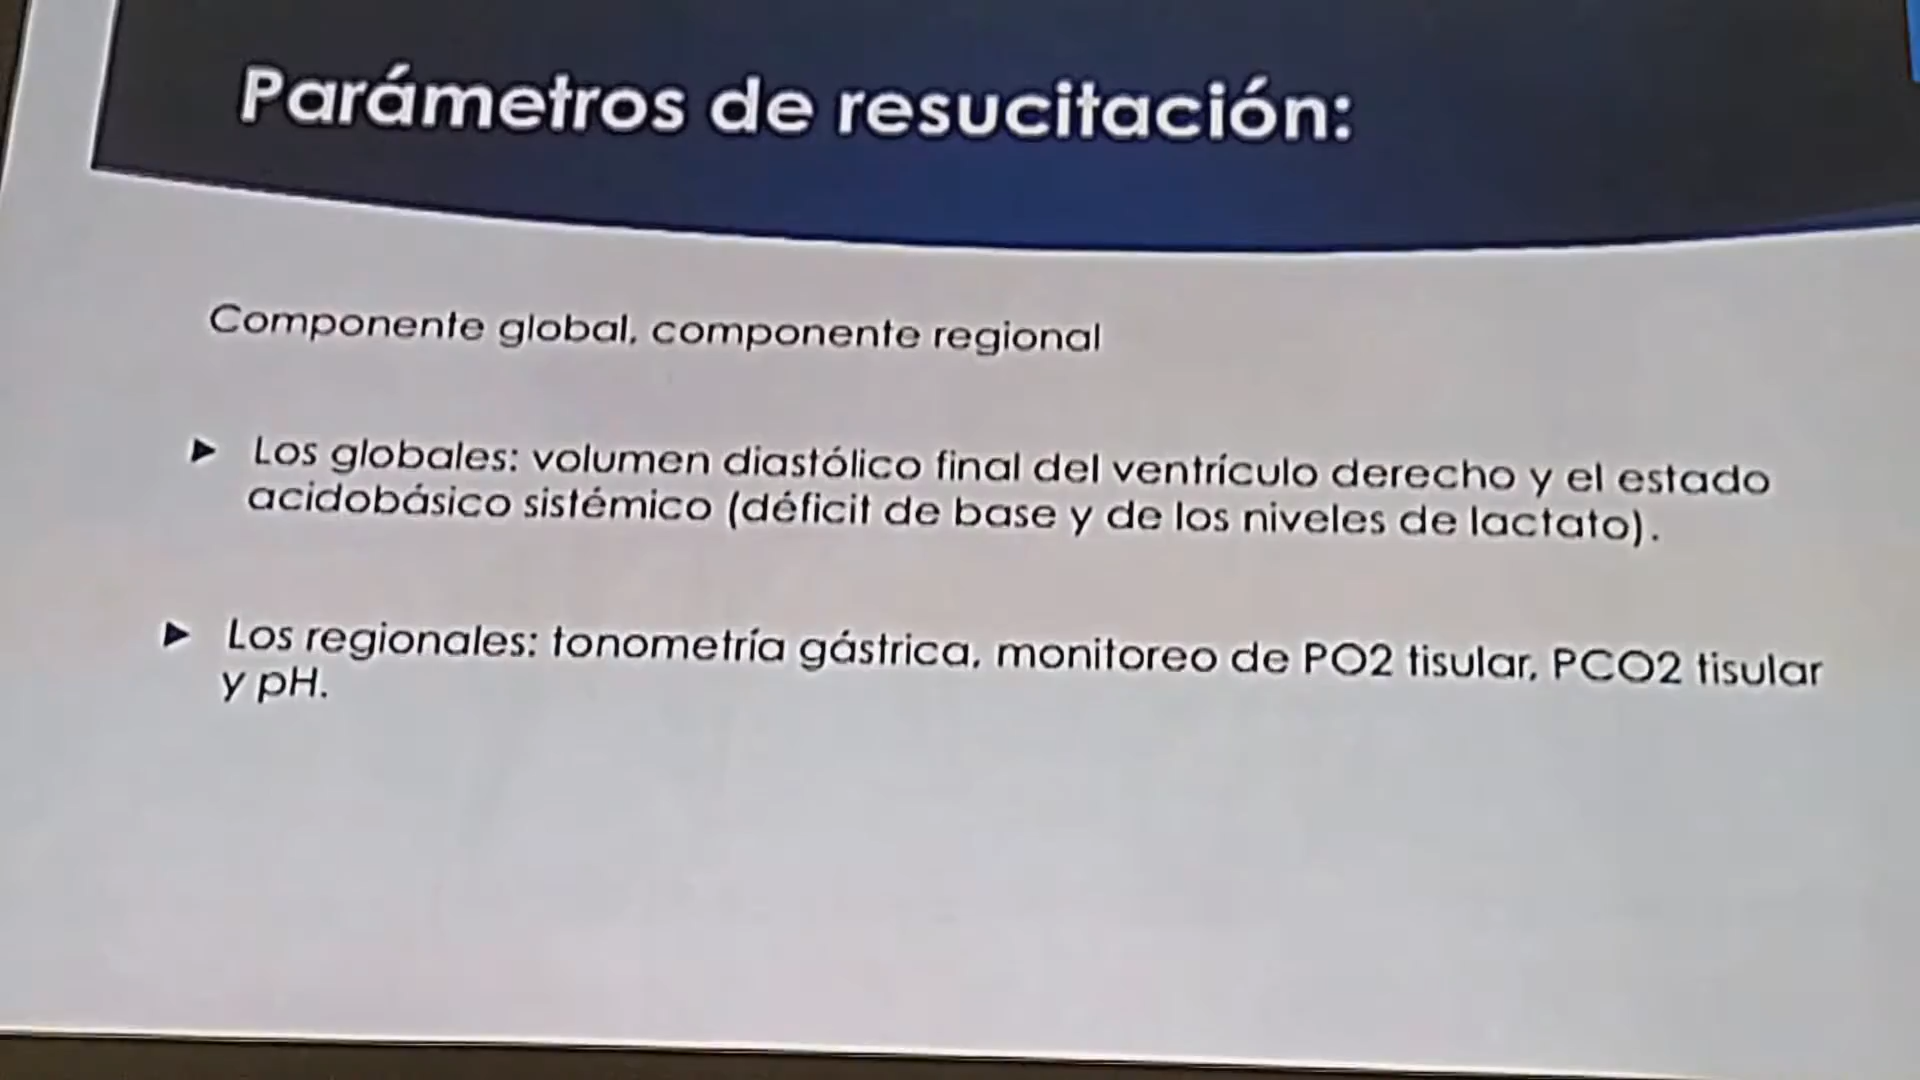 Parámetros de resucitación:
Componente global, componente regional
► Los globales: volumen diastólico final del ventrículo derecho y el estado
acidobásico sistémico (déficit de base y de los niveles de lactato).
► Los regionales: tonometría gástrica, monitoreo de PO2 tisular, PCO2 tisular
y pH.